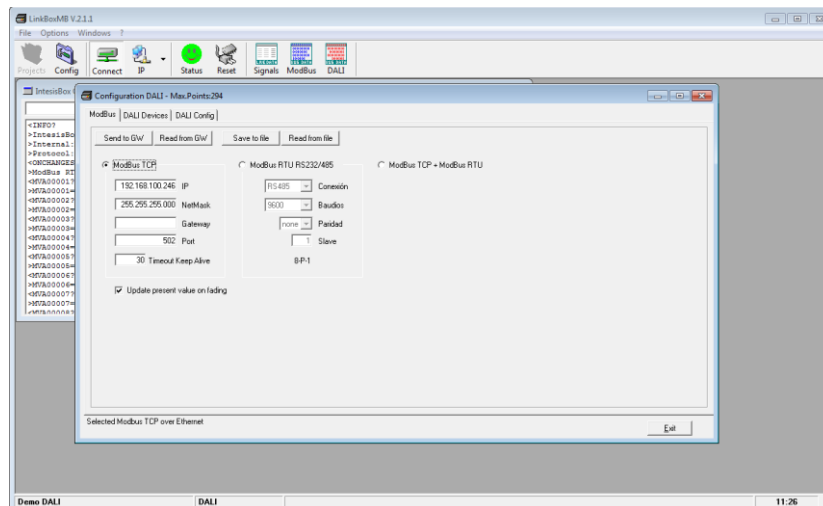 LinkBoxMB V.2.1.1
File Options Windows ?
Projects Config Connect IP Status Reset Signals ModBus DALI
IntesisBox
Configuration DALI - Max.Points:294
ModBus DALI Devices DALI Config
Send to GW Read from GW Save to file Read from file
ModBus TCP ModBus RTU RS232/485 ModBus TCP + ModBus RTU
192.168.100.246 IP RS485 Conexión
255.255.255.000 NetMask 9600 Baudios
Gateway none Paridad
502 Port 1 Slave
30 Timeout Keep Alive 8-P-1
Update present value on fading
<INFO?
>IntesisBo
>Internal:
>Protocol:
<ONCHANGES
>ModBus RT
<MVA00001?
>MVA00001=
<MVA00002?
>MVA00002=
<MVA00003?
>MVA00003=
<MVA00004?
>MVA00004=
<MVA00005?
>MVA00005=
<MVA00006?
>MVA00006=
<MVA00007?
>MVA00007=
<MVA00008?
Selected Modbus TCP over Ethernet
Exit
Demo DALI DALI 11:26